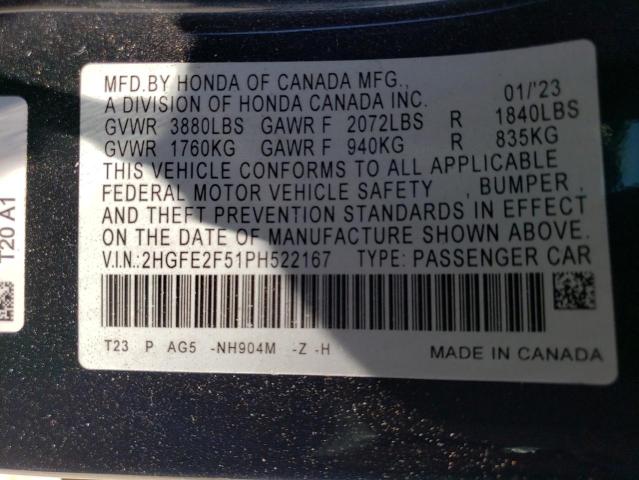 MFD.BY HONDA OF CANADA MFG.,
A DIVISION OF HONDA CANADA INC. 01/'23
GVWR 3880LBS GAWR F 2072LBS R 1840LBS
GVWR 1760KG GAWR F 940KG R 835KG
THIS VEHICLE CONFORMS TO ALL APPLICABLE
FEDERAL MOTOR VEHICLE SAFETY , BUMPER ,
AND THEFT PREVENTION STANDARDS IN EFFECT
ON THE DATE OF MANUFACTURE SHOWN ABOVE.
V.I.N.:2HGFE2F51PH522167 TYPE: PASSENGER CAR
T23 P AG5 -NH904M -Z -H
MADE IN CANADA
T20 A1